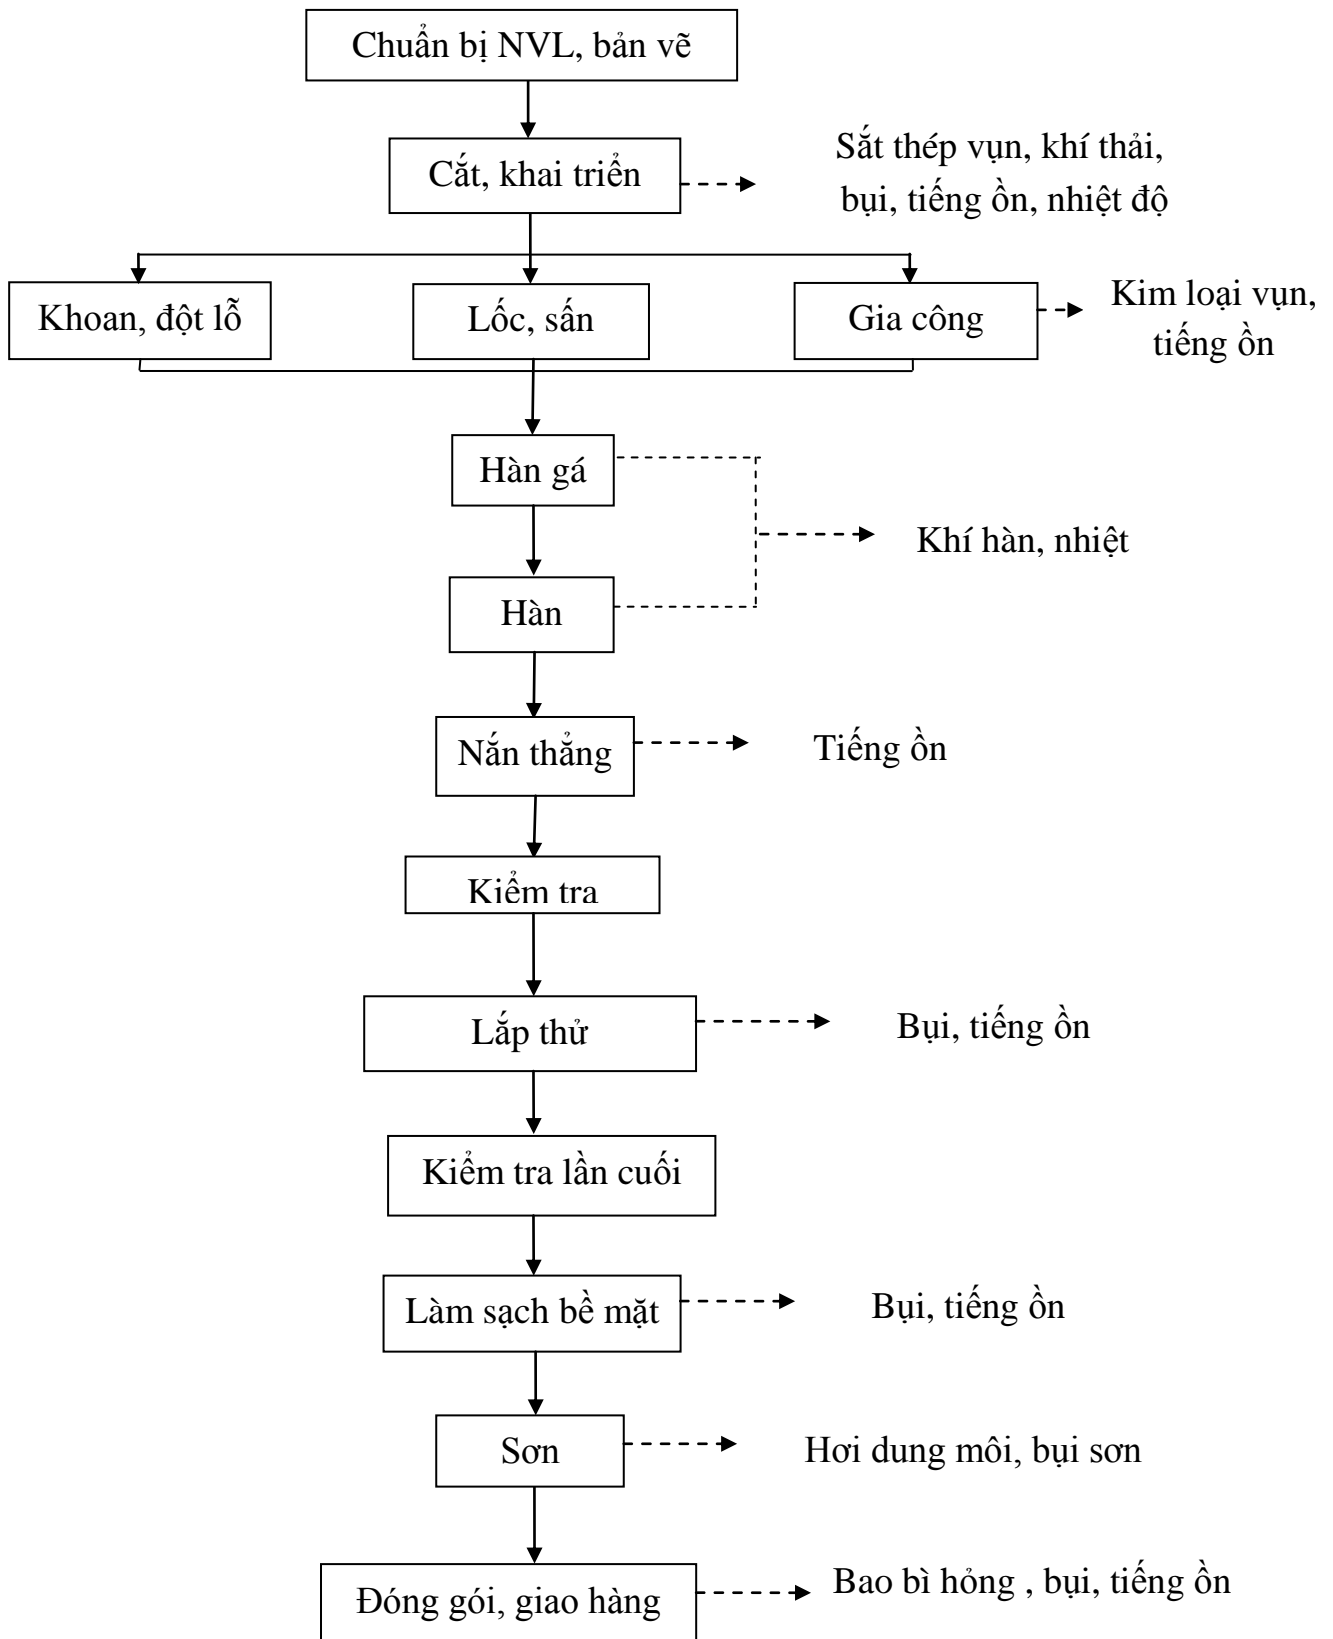 Chuẩn bị NVL, bản vẽ
Cắt, khai triển
Sắt thép vụn, khí thải,
bụi, tiếng ồn, nhiệt độ
Khoan, đột lỗ
Lốc, sấn
Gia công
Kim loại vụn,
tiếng ồn
Hàn gá
Khí hàn, nhiệt
Hàn
Nắn thẳng
Tiếng ồn
Kiểm tra
Lắp thử
Bụi, tiếng ồn
Kiểm tra lần cuối
Làm sạch bề mặt
Bụi, tiếng ồn
Sơn
Hơi dung môi, bụi sơn
Đóng gói, giao hàng
Bao bì hỏng , bụi, tiếng ồn